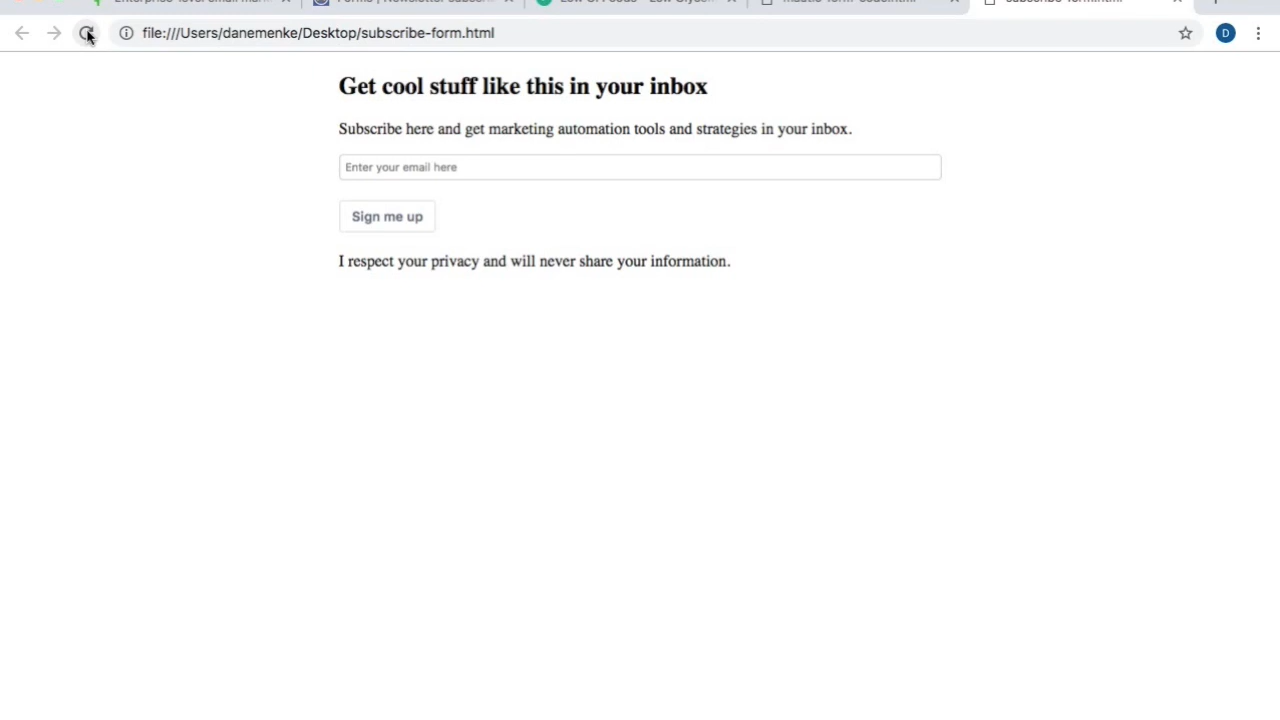 file:///Users/danemenke/Desktop/subscribe-form.html
D
Get cool stuff like this in your inbox
Subscribe here and get marketing automation tools and strategies in your inbox.
Enter your email here
Sign me up
I respect your privacy and will never share your information.